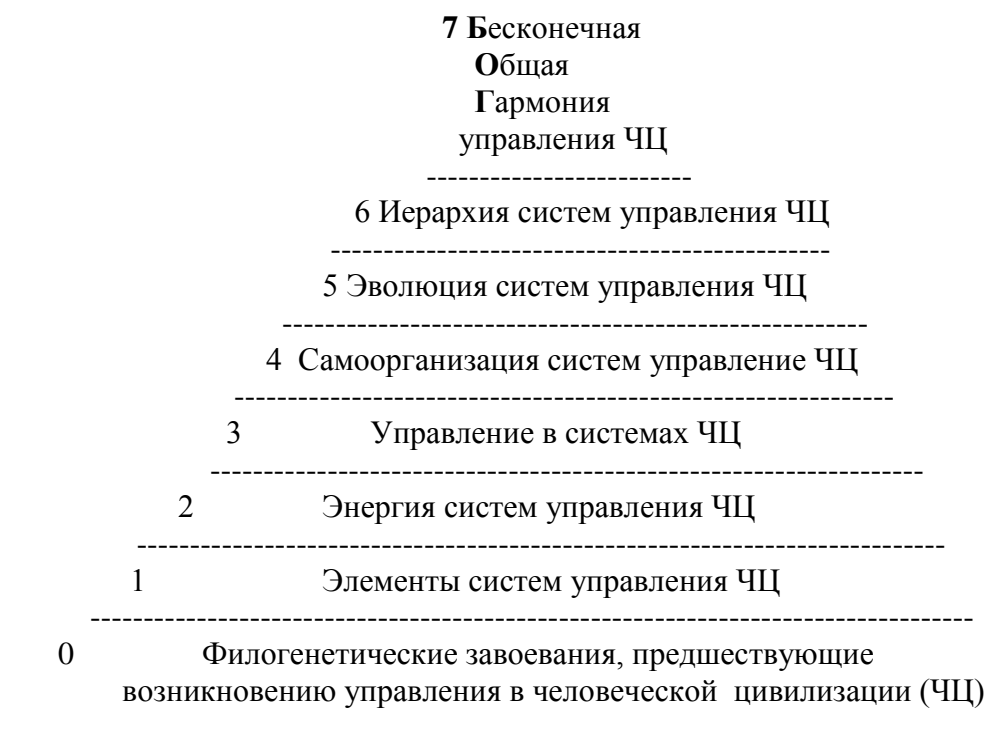 7 Бесконечная
Общая
Гармония
управления ЧЦ
-------------------------
6 Иерархия систем управления ЧЦ
-----------------------------------------------
5 Эволюция систем управления ЧЦ
-------------------------------------------------------
4 Самоорганизация систем управление ЧЦ
--------------------------------------------------------------
3 Управление в системах ЧЦ
-------------------------------------------------------------------
2 Энергия систем управления ЧЦ
----------------------------------------------------------------------------
1 Элементы систем управления ЧЦ
-----------------------------------------------------------------------------------
0 Филогенетические завоевания, предшествующие
возникновению управления в человеческой цивилизации (ЧЦ)